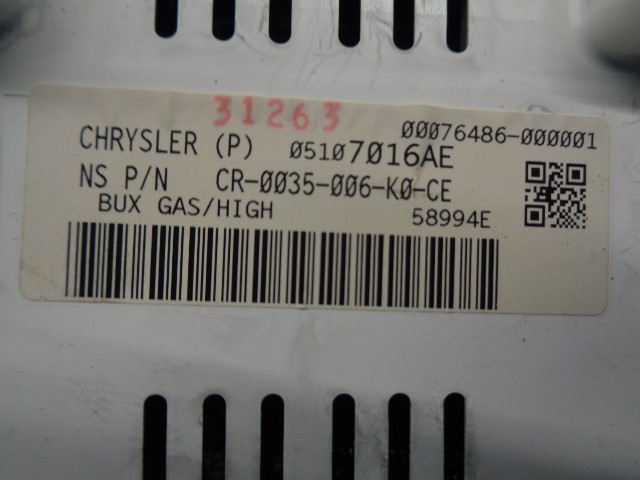 31263
00076486-000001
CHRYSLER (P) 05107016AE
NS P/N CR-0035-006-K0-CE
BUX GAS/HIGH 58994E